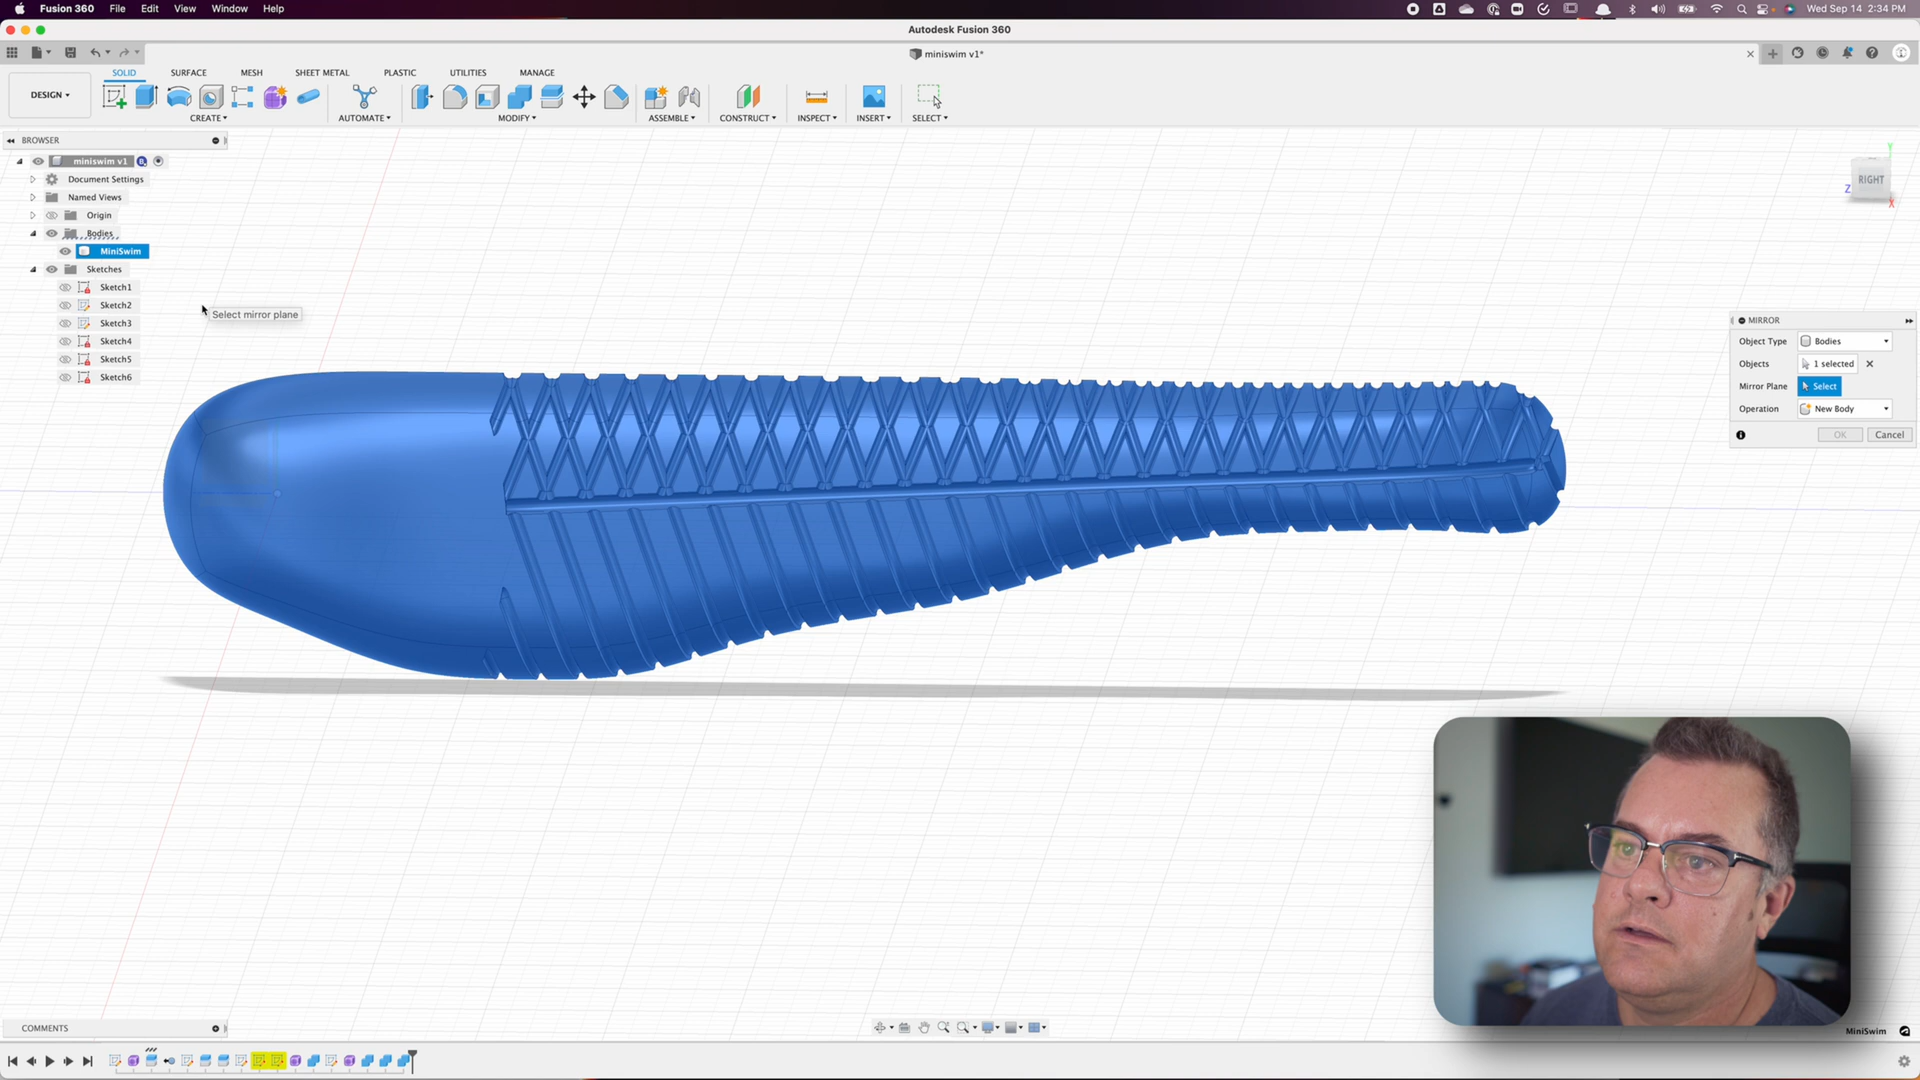 Fusion 360 File Edit View Window Help
Wed Sep 14 2:34 PM
Autodesk Fusion 360
miniswim v1*
SOLID SURFACE MESH SHEET METAL PLASTIC UTILITIES MANAGE
DESIGN
CREATE AUTOMATE MODIFY ASSEMBLE CONSTRUCT INSPECT INSERT SELECT
BROWSER
miniswim v1
Document Settings
Named Views
Origin
Bodies
MiniSwim
Sketches
Sketch1
Sketch2
Sketch3
Sketch4
Sketch5
Sketch6
Select mirror plane
Y
RIGHT
Z
X
MIRROR
Object Type Bodies
Objects 1 selected
Mirror Plane Select
Operation New Body
OK Cancel
COMMENTS
MiniSwim